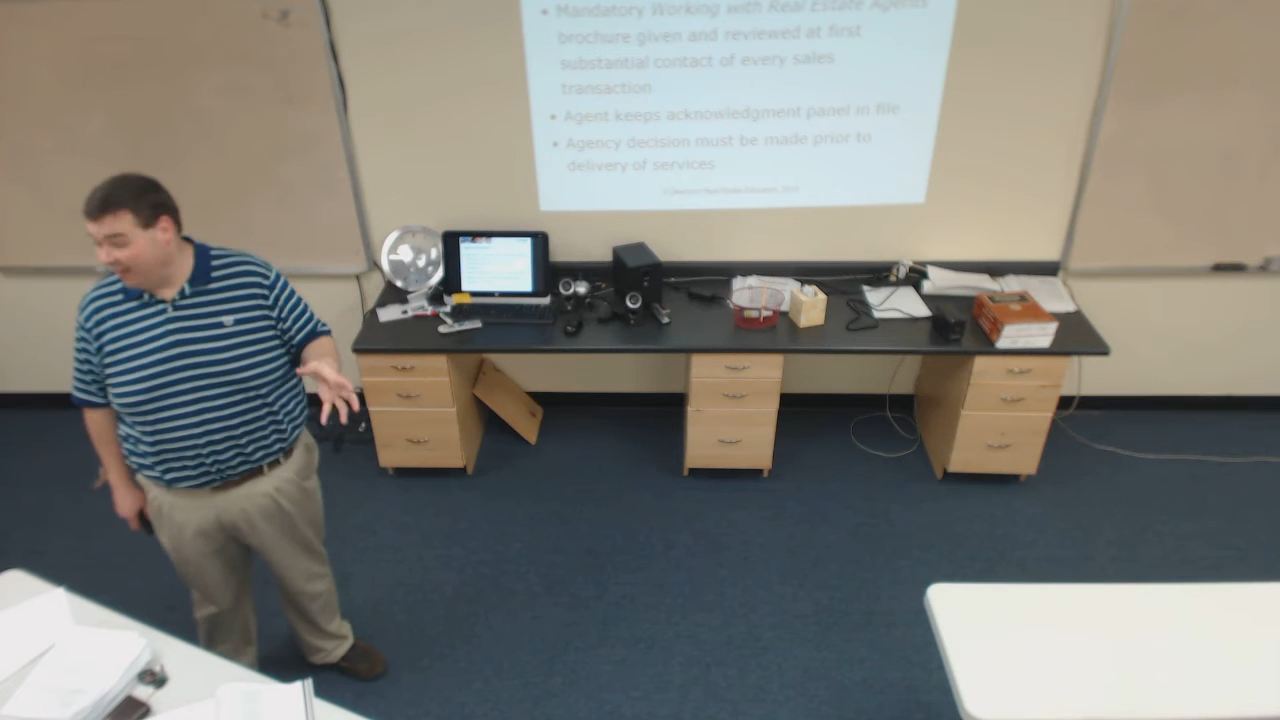 • Mandatory Working with Real Estate Agents
brochure given and reviewed at first
substantial contact of every sales
transaction
• Agent keeps acknowledgment panel in file
• Agency decision must be made prior to
delivery of services